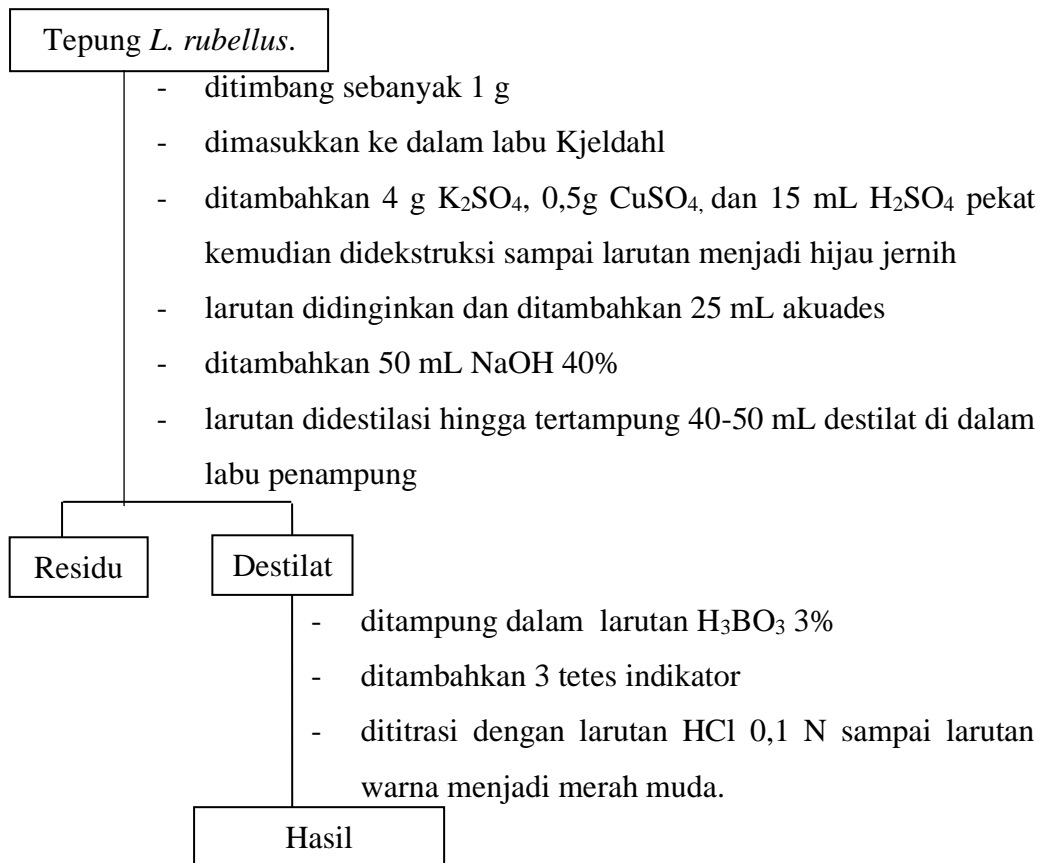 Tepung L. rubellus.
- ditimbang sebanyak 1 g
- dimasukkan ke dalam labu Kjeldahl
- ditambahkan 4 g K₂SO₄, 0,5g CuSO₄, dan 15 mL H₂SO₄ pekat
kemudian didekstruksi sampai larutan menjadi hijau jernih
- larutan didinginkan dan ditambahkan 25 mL akuades
- ditambahkan 50 mL NaOH 40%
- larutan didestilasi hingga tertampung 40-50 mL destilat di dalam
labu penampung
Residu
Destilat
- ditampung dalam larutan H₃BO₃ 3%
- ditambahkan 3 tetes indikator
- dititrasi dengan larutan HCl 0,1 N sampai larutan
warna menjadi merah muda.
Hasil